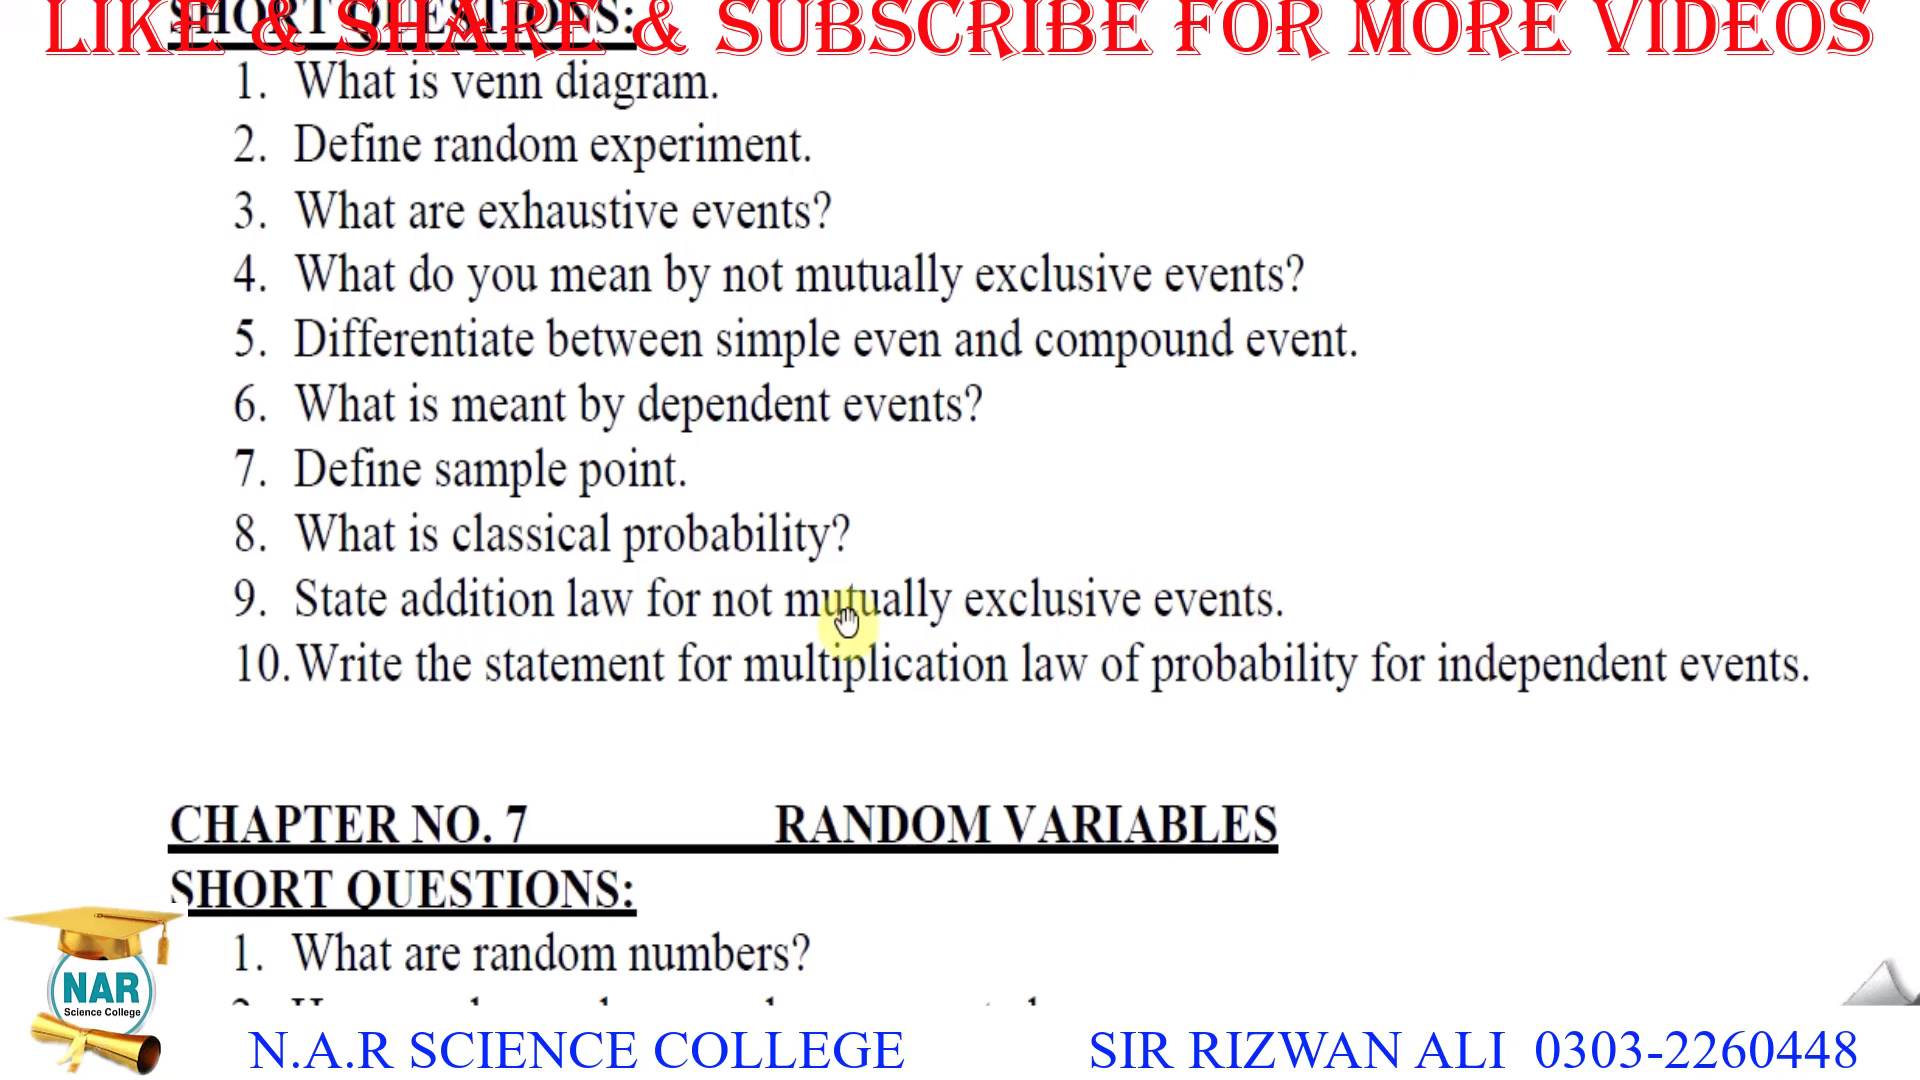 LIKE & SHARE & SUBSCRIBE FOR MORE VIDEOS
SHORT QUESTIONS:
1. What is venn diagram.
2. Define random experiment.
3. What are exhaustive events?
4. What do you mean by not mutually exclusive events?
5. Differentiate between simple even and compound event.
6. What is meant by dependent events?
7. Define sample point.
8. What is classical probability?
9. State addition law for not mutually exclusive events.
10. Write the statement for multiplication law of probability for independent events.
CHAPTER NO. 7 RANDOM VARIABLES
SHORT QUESTIONS:
1. What are random numbers?
NAR
Science College
N.A.R SCIENCE COLLEGE SIR RIZWAN ALI 0303-2260448